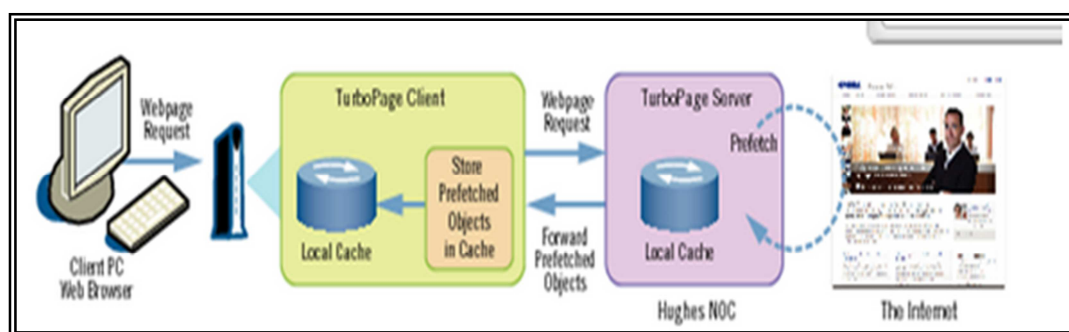 Client PC
Web Browser
Webpage
Request
TurboPage Client
Local Cache
Store
Prefetched
Objects
in Cache
Webpage
Request
Forward
Prefetched
Objects
TurboPage Server
Prefetch
Local Cache
Hughes NOC
The Internet